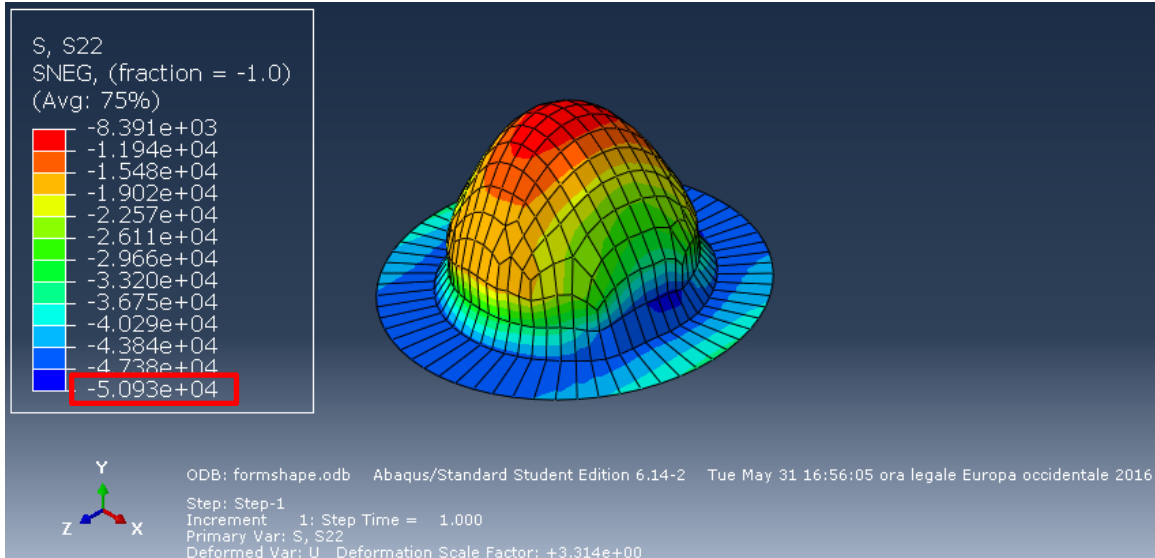 S, S22
SNEG, (fraction = -1.0)
(Avg: 75%)
-8.391e+03
-1.194e+04
-1.548e+04
-1.902e+04
-2.257e+04
-2.611e+04
-2.966e+04
-3.320e+04
-3.675e+04
-4.029e+04
-4.384e+04
-4.738e+04
-5.093e+04
Y
Z X
ODB: formshape.odb Abaqus/Standard Student Edition 6.14-2 Tue May 31 16:56:05 ora legale Europa occidentale 2016
Step: Step-1
Increment 1: Step Time = 1.000
Primary Var: S, S22
Deformed Var: U Deformation Scale Factor: +3.314e+00